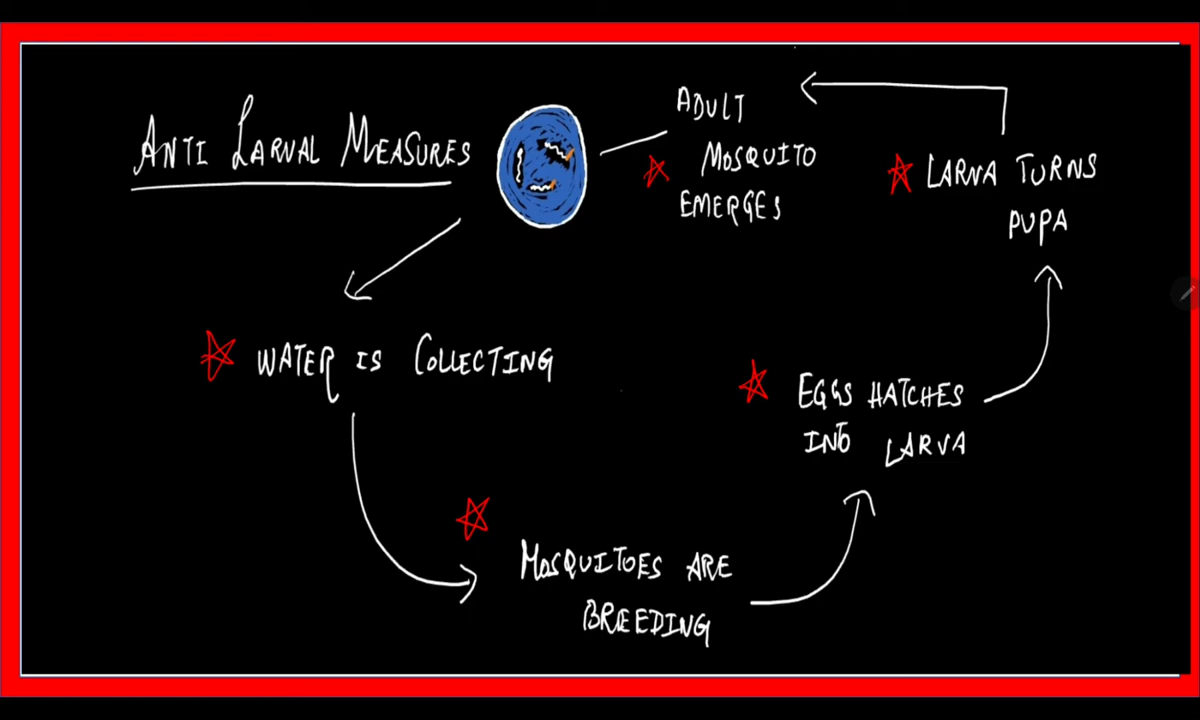 ANTI LARVAL MEASURES
ADULT
MOSQUITO
EMERGES
LARVA TURNS
PUPA
WATER IS COLLECTING
EGGS HATCHES
INTO LARVA
MOSQUITOES ARE
BREEDING